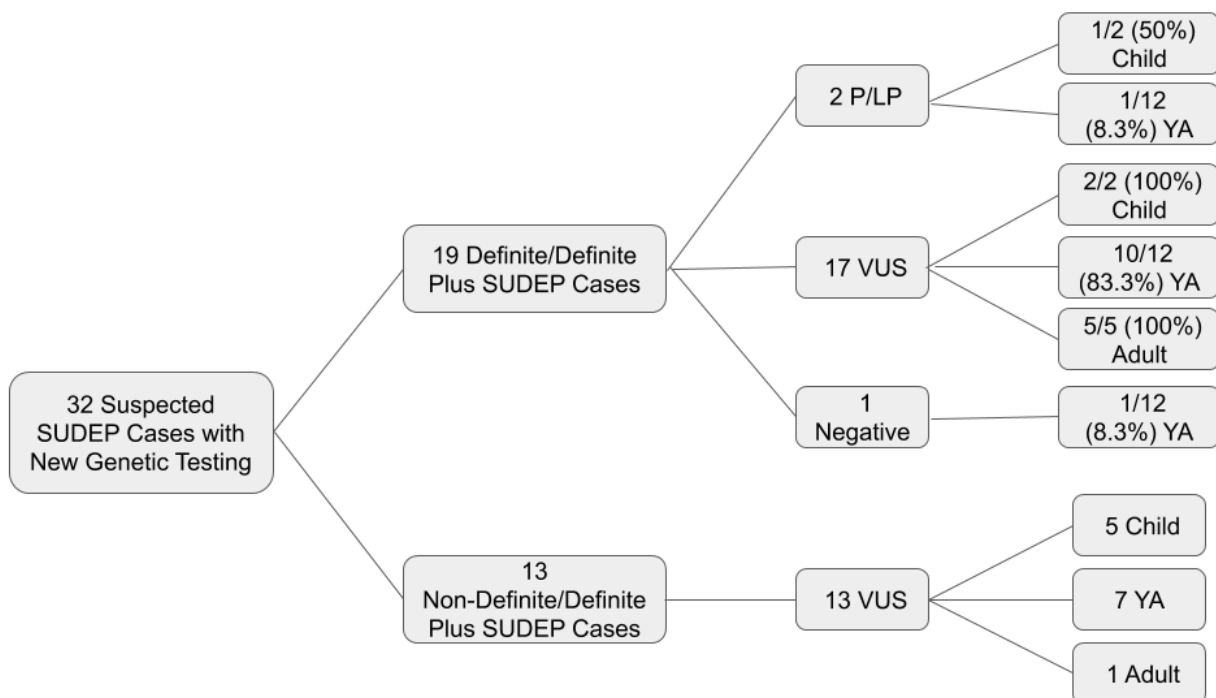 32 Suspected
SUDEP Cases with
New Genetic Testing
19 Definite/Definite
Plus SUDEP Cases
2 P/LP
1/2 (50%)
Child
1/12
(8.3%) YA
17 VUS
2/2 (100%)
Child
10/12
(83.3%) YA
5/5 (100%)
Adult
1
Negative
1/12
(8.3%) YA
13
Non-Definite/Definite
Plus SUDEP Cases
13 VUS
5 Child
7 YA
1 Adult